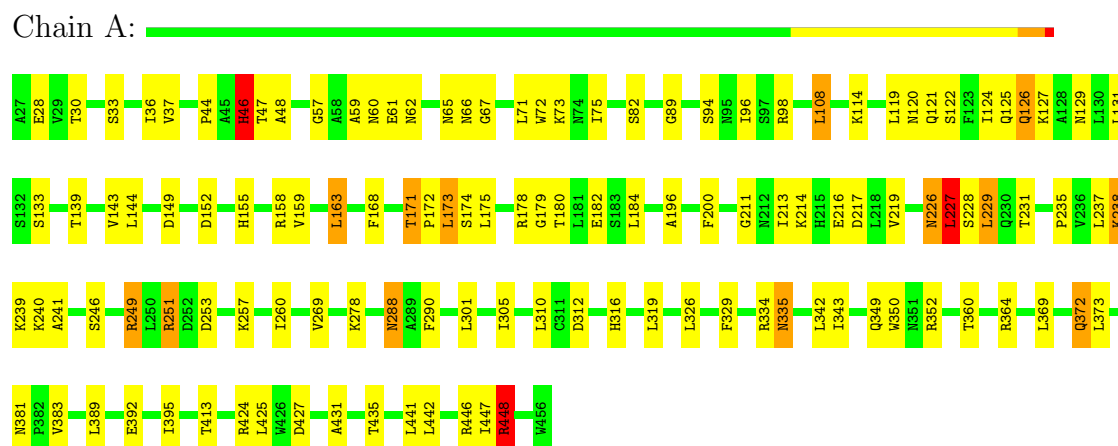 Chain A:
A27 E28 V29 T30 S33 I36 V37 P44 A45 H46 T47 A48 G57 A58 A59 N60 E61 N62 N65 N66 G67 L71 W72 K73 N74 I75 S82 G89 S94 N95 I96 S97 R98 L108 K114 L119 N120 Q121 S122 F123 I124 Q125 Q126 K127 A128 N129 L130 L131
S132 S133 T139 V143 L144 D149 D152 H155 R158 V159 L163 F168 T171 P172 L173 S174 L175 R178 G179 T180 L181 E182 S183 L184 A196 F200 G211 N212 I213 K214 H215 E216 D217 L218 V219 N226 L227 S228 L229 Q230 T231 P235 V236 L237 K238
K239 K240 A241 S246 R249 L250 R251 D252 D253 K257 I260 V269 K278 N288 A289 F290 L301 I305 L310 C311 D312 H316 L319 L326 F329 R334 N335 L342 I343 Q349 W350 N351 R352 T360 R364 L369 Q372 L373
N381 P382 V383 L389 E392 I395 T413 R424 L425 W426 D427 A431 T435 L441 L442 R446 I447 R448 W456